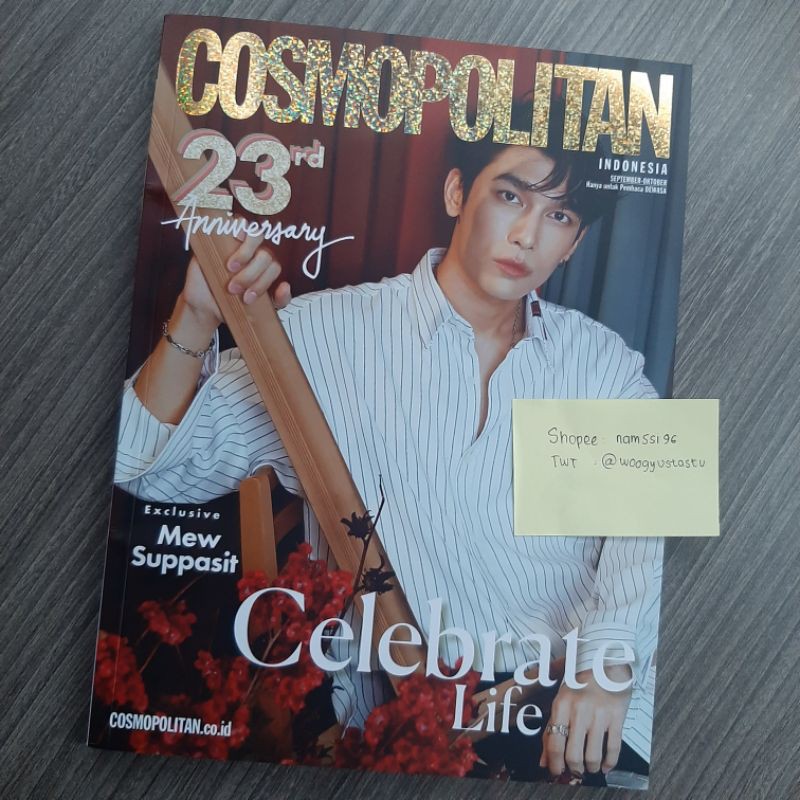 COSMOPOLITAN
INDONESIA
SEPTEMBER-OKTOBER
Hanya untuk Pembaca DEWASA
23rd
Anniversary
Shopee : nam5si96
TWT : @woogyustastu
Exclusive
Mew
Suppasit
Celebrate
Life
COSMOPOLITAN.co.id